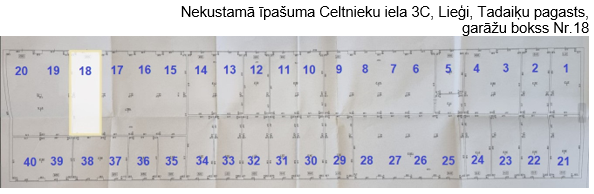 Nekustamā īpašuma Celtnieku iela 3C, Lieģi, Tadaiķu pagasts,
garāžu bokss Nr.18
20 19 18 17 16 15 14 13 12 11 10 9 8 7 6 5 4 3 2 1
40 39 38 37 36 35 34 33 32 31 30 29 28 27 26 25 24 23 22 21